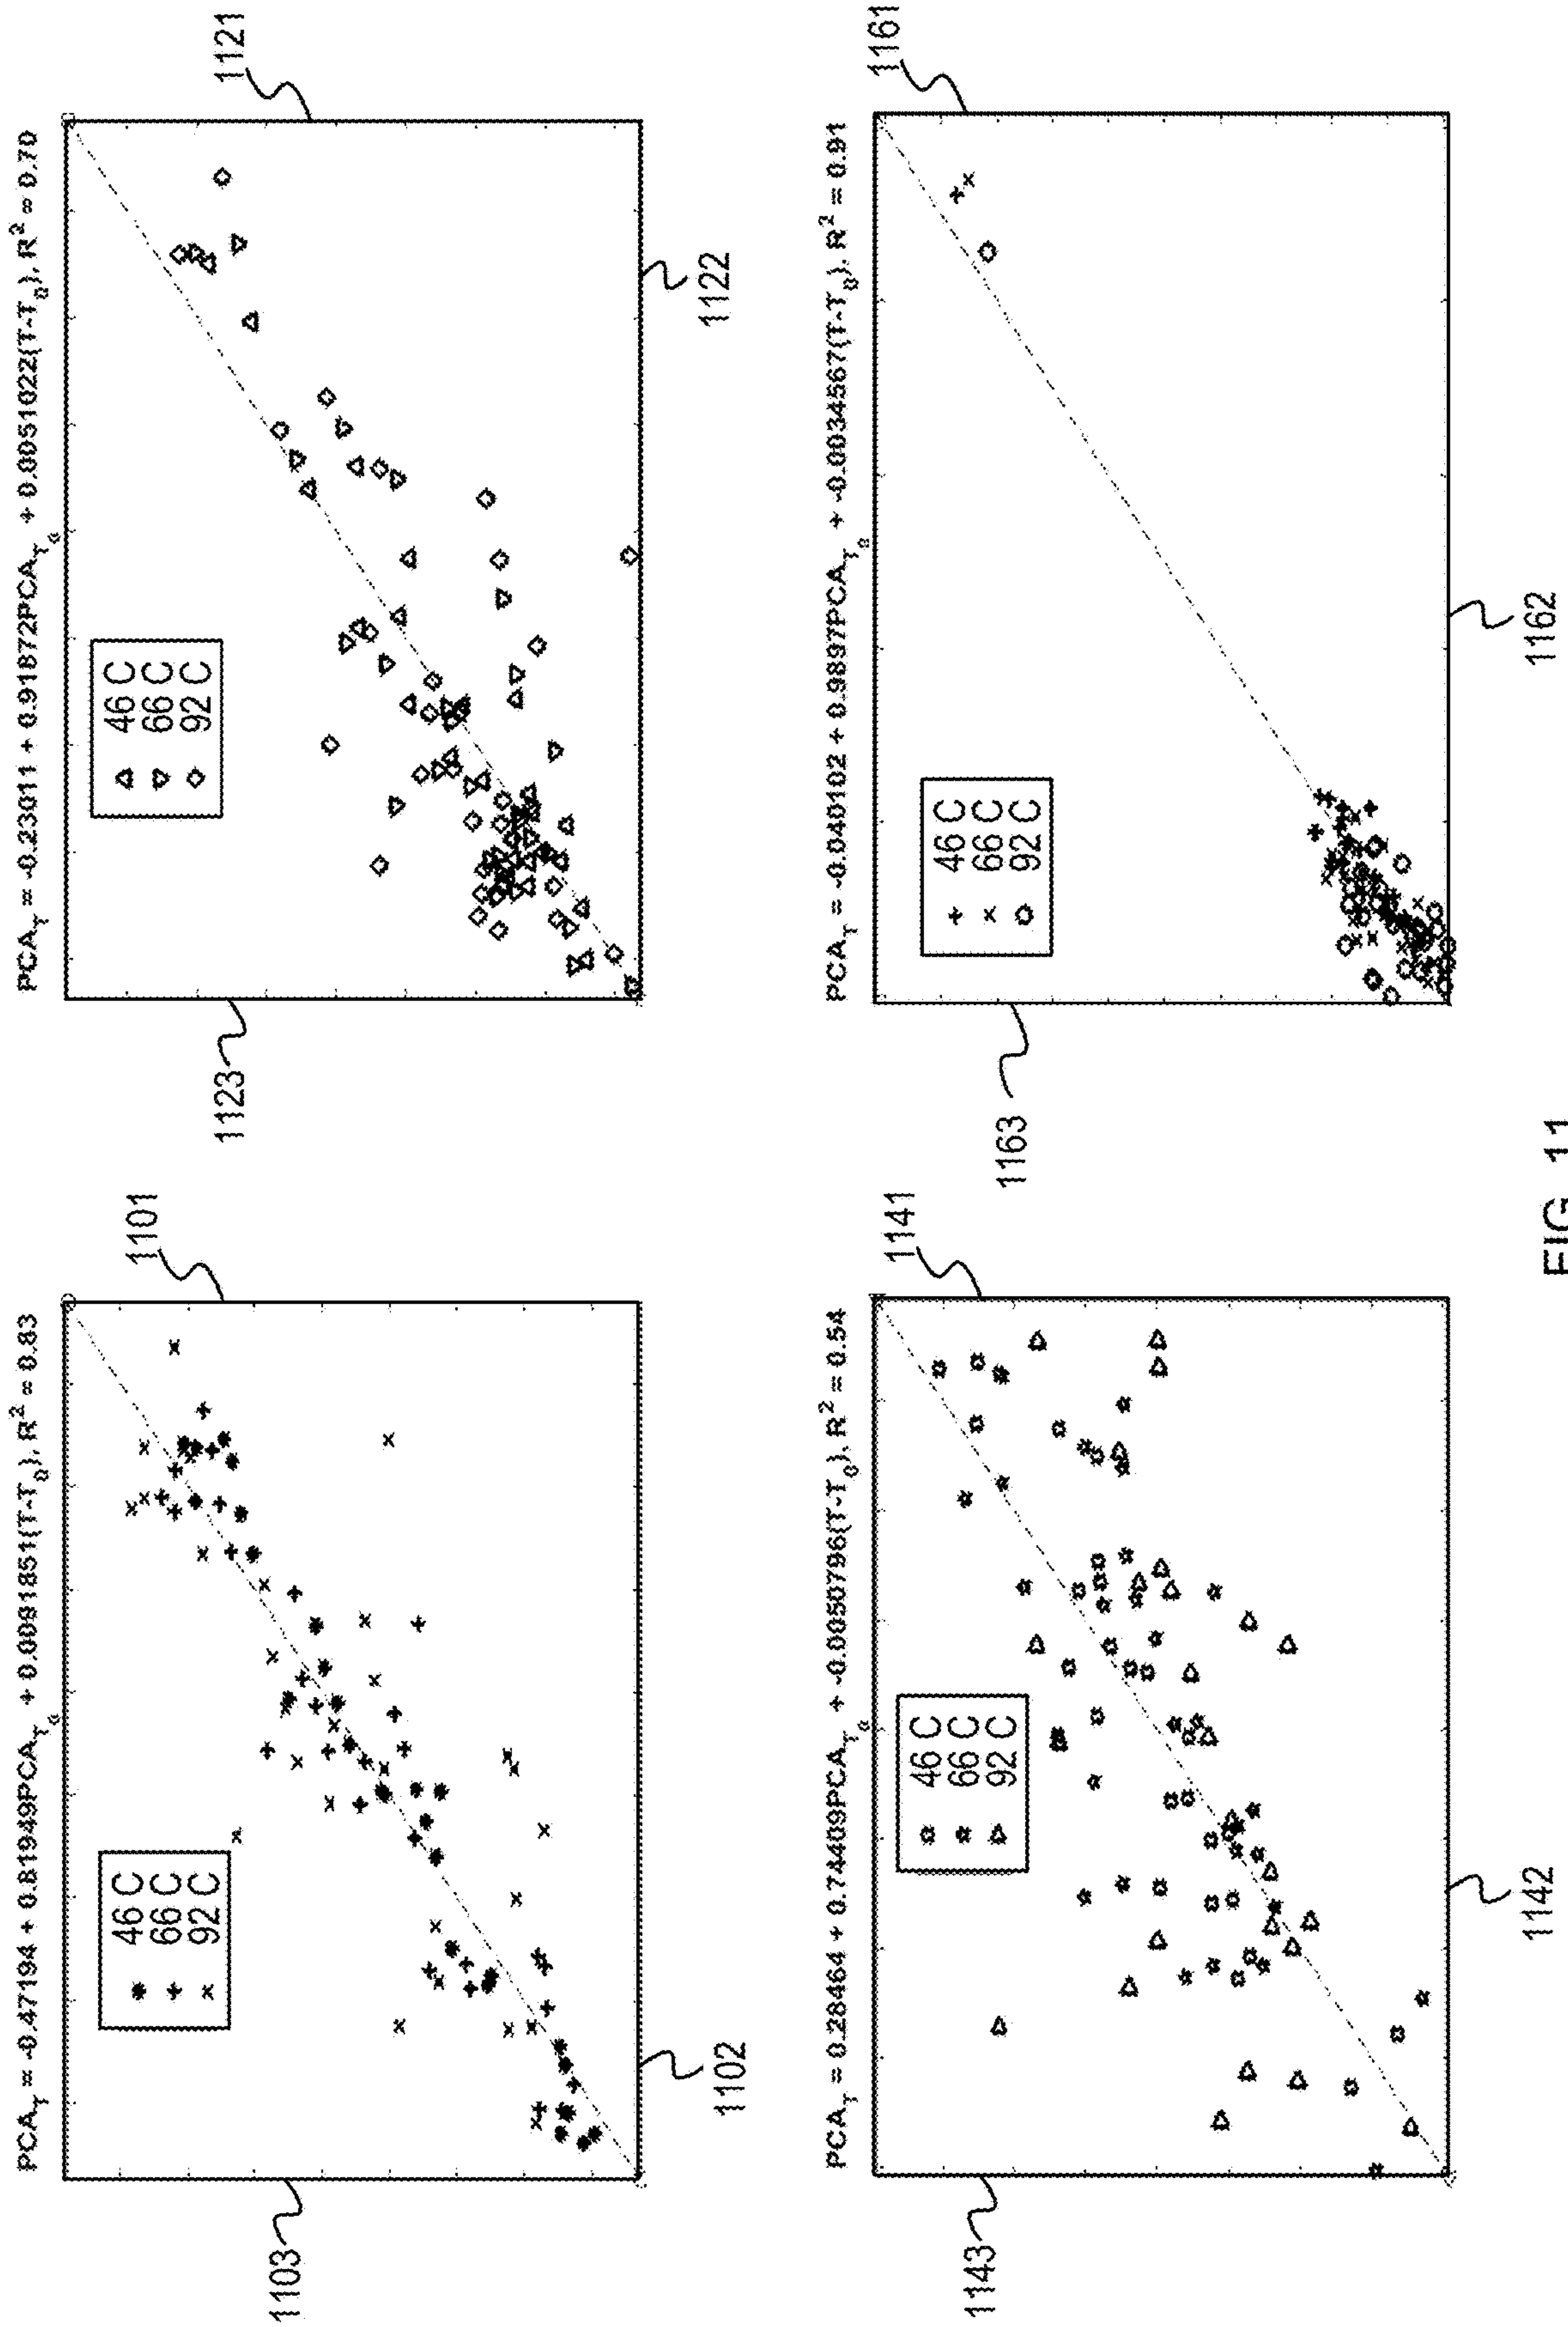 PCA_T = -0.47194 + 0.81949PCA_T₀ + 0.0091851(T-T₀), R² = 0.83
1101
46 C
66 C
92 C
1103
1102
PCA_T = -0.23011 + 0.91872PCA_T₀ + 0.0051022(T-T₀), R² = 0.70
1121
46 C
66 C
92 C
1123
1122
PCA_T = 0.28464 + 0.74409PCA_T₀ + -0.0050796(T-T₀), R² = 0.54
1141
46 C
66 C
92 C
1143
1142
PCA_T = -0.040102 + 0.9897PCA_T₀ + -0.0034567(T-T₀), R² = 0.91
1161
46 C
66 C
92 C
1163
1162
FIG. 11